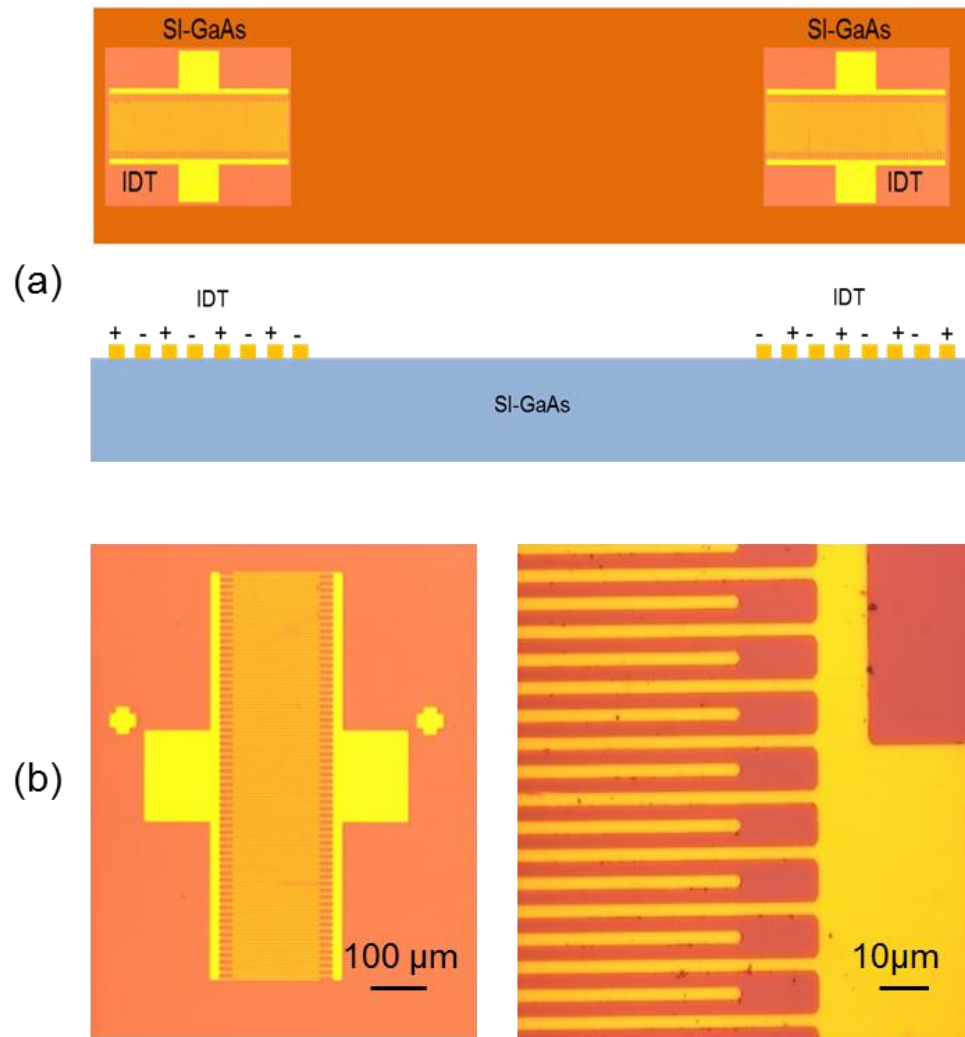 SI-GaAs SI-GaAs
IDT IDT
(a)
IDT IDT
+ - + - + - + - - + - + - + - +
SI-GaAs
(b)
100 µm 10µm